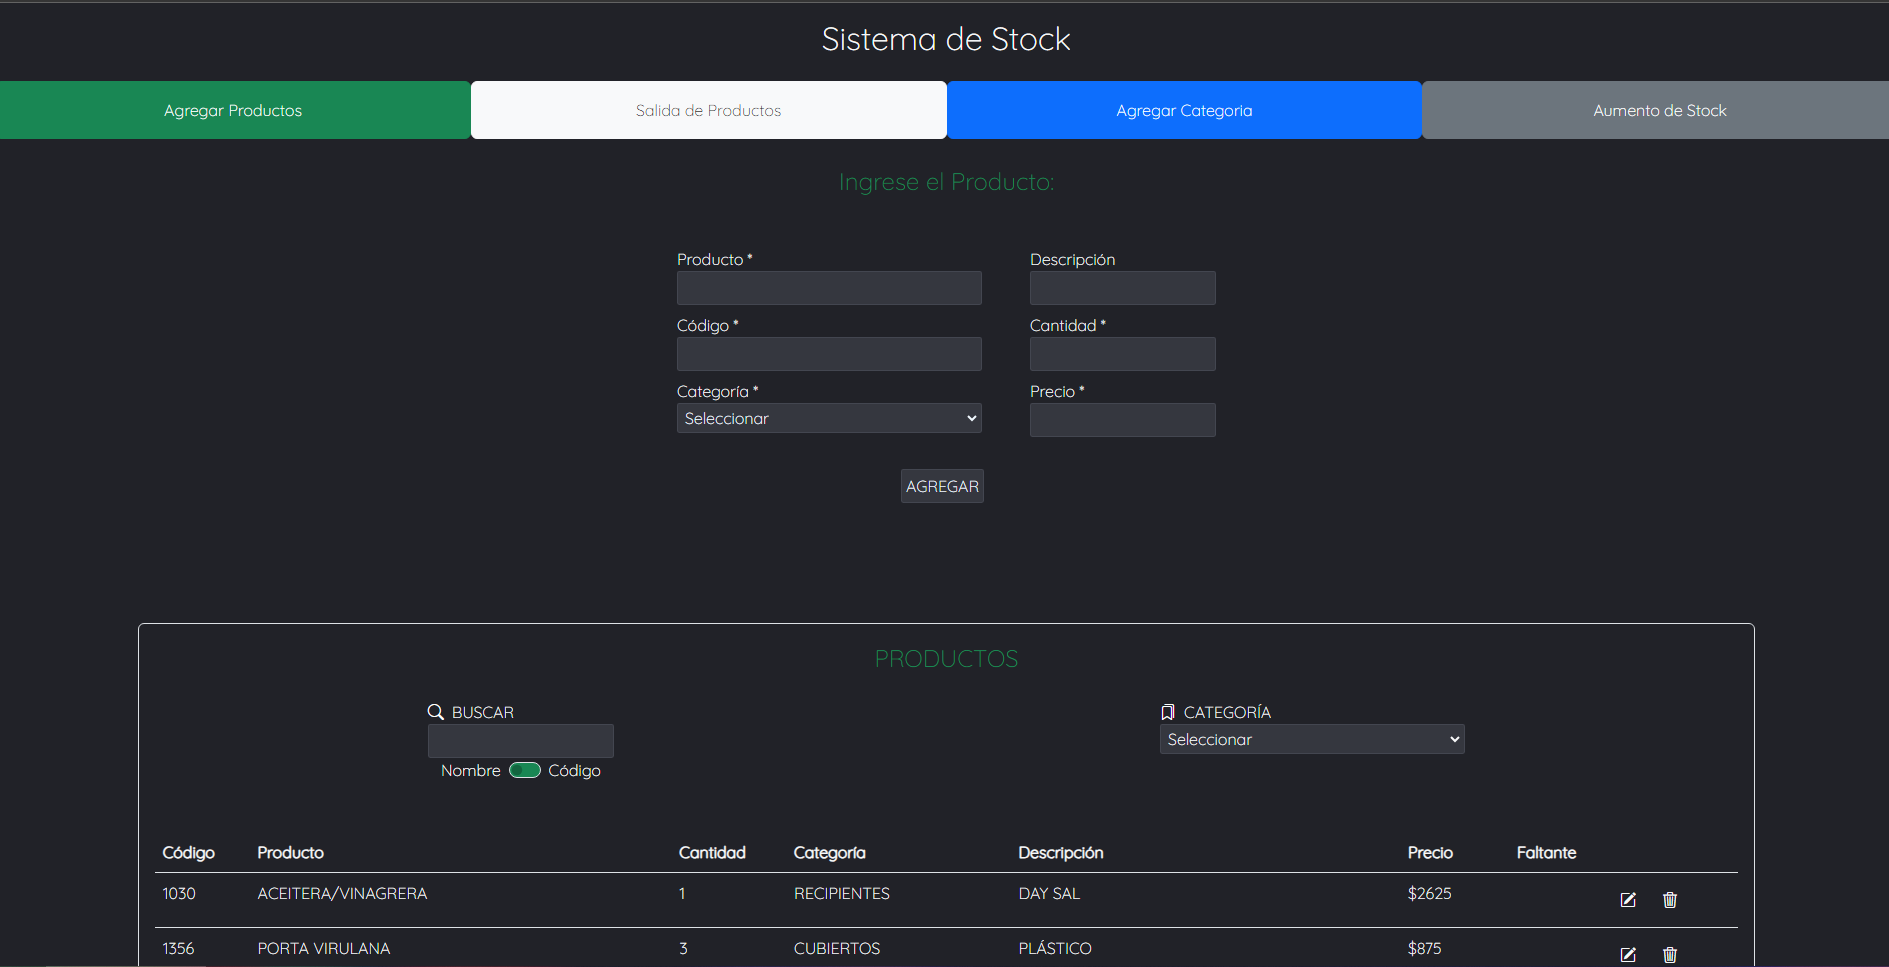 Sistema de Stock
Agregar Productos Salida de Productos Agregar Categoria Aumento de Stock
Ingrese el Producto:
Producto * Descripción
Código * Cantidad *
Categoría * Precio *
Seleccionar
AGREGAR
PRODUCTOS
BUSCAR CATEGORÍA
Seleccionar
Nombre Código
Código Producto Cantidad Categoría Descripción Precio Faltante
1030 ACEITERA/VINAGRERA 1 RECIPIENTES DAY SAL $2625
1356 PORTA VIRULANA 3 CUBIERTOS PLÁSTICO $875